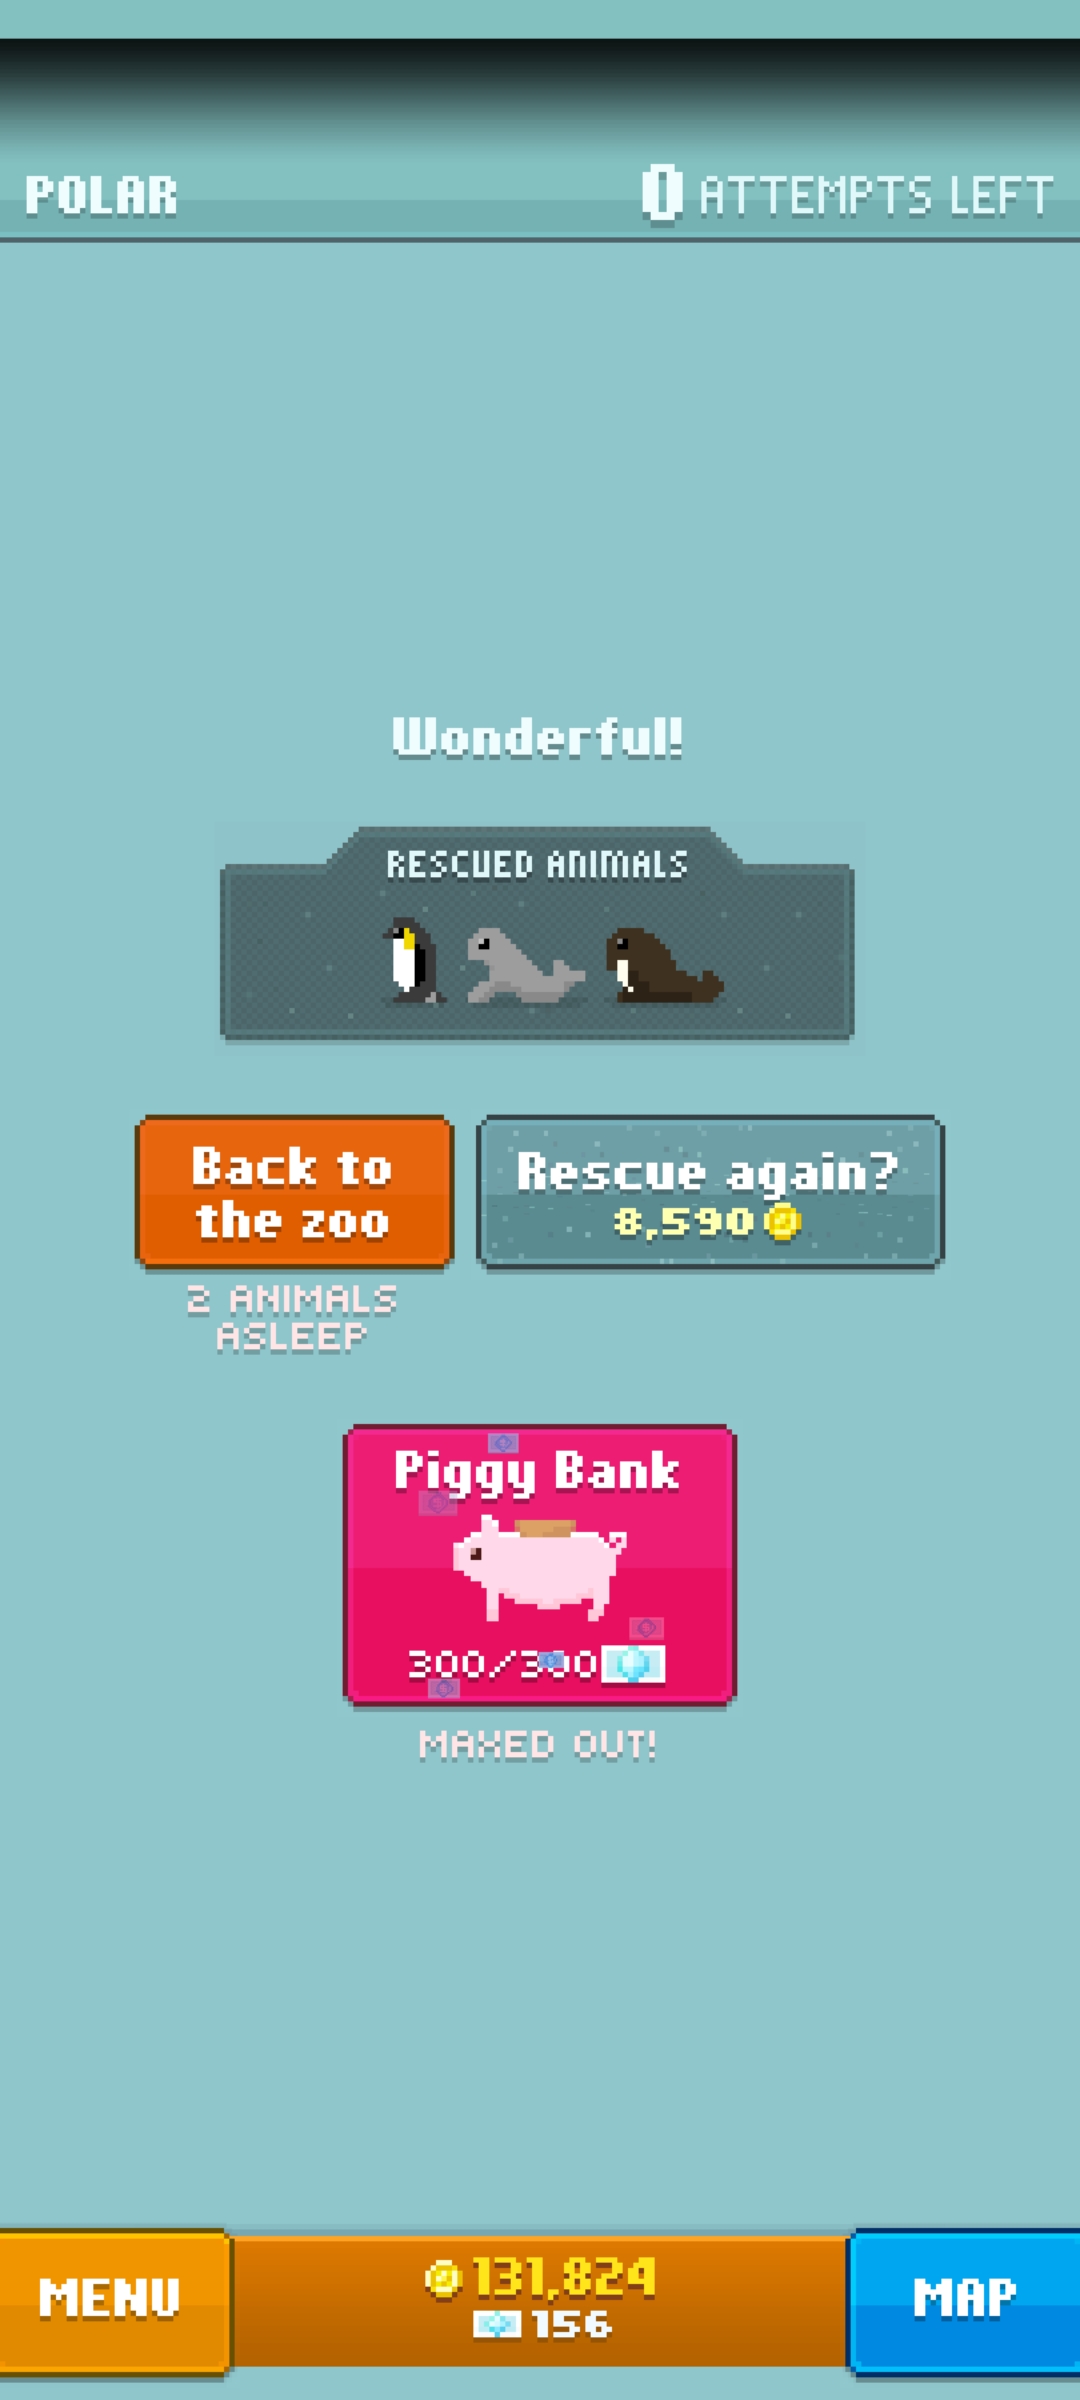 POLAR
0 ATTEMPTS LEFT
Wonderful!
RESCUED ANIMALS
Back to
the zoo
Rescue again?
8,590
2 ANIMALS
ASLEEP
Piggy Bank
300/300
MAXED OUT!
MENU
131,824
156
MAP